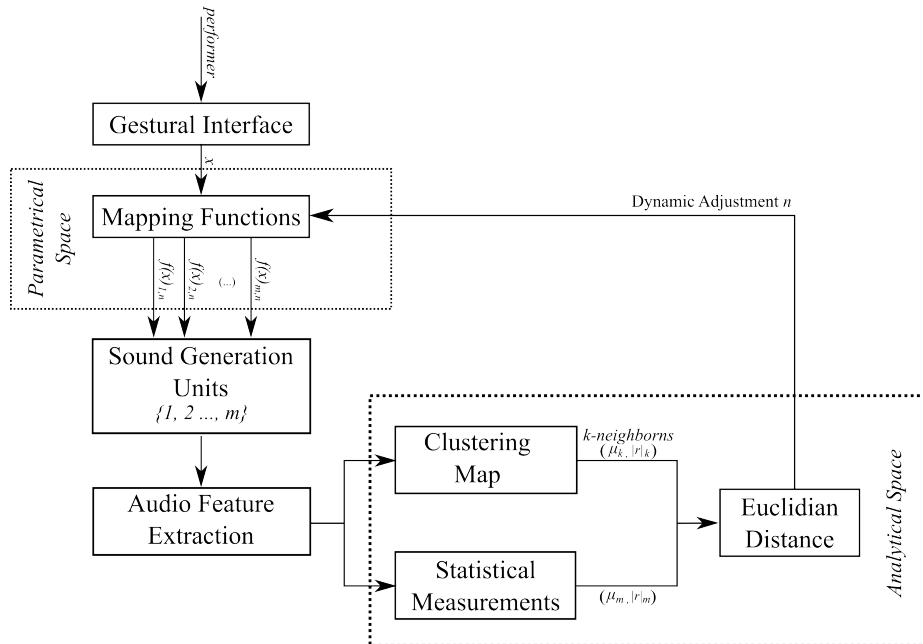 performer
Gestural Interface
x
Parametrical
Space
Mapping Functions
Dynamic Adjustment n
f(x)1,n
f(x)2,n
(...)
f(x)m,n
Sound Generation
Units
{1, 2 ..., m}
Audio Feature
Extraction
Clustering
Map
k-neighborns
(μk, |r|k)
Statistical
Measurements
(μm, |r|m)
Euclidian
Distance
Analytical Space